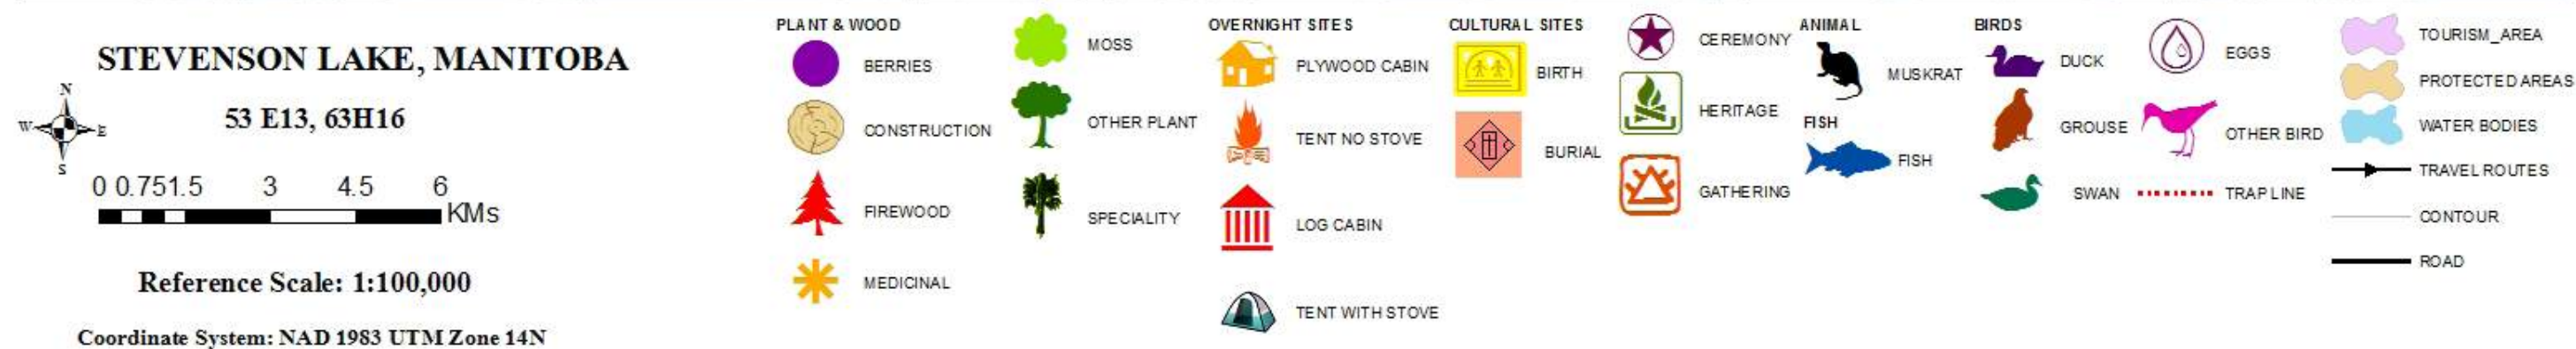 STEVENSON LAKE, MANITOBA
53 E13, 63H16
N
W
E
S
0 0.75 1.5 3 4.5 6
KMs
Reference Scale: 1:100,000
Coordinate System: NAD 1983 UTM Zone 14N
PLANT & WOOD
BERRIES
CONSTRUCTION
FIREWOOD
MEDICINAL
MOSS
OTHER PLANT
SPECIALITY
OVERNIGHT SITES
PLYWOOD CABIN
TENT NO STOVE
LOG CABIN
TENT WITH STOVE
CULTURAL SITES
BIRTH
BURIAL
CEREMONY
HERITAGE
GATHERING
ANIMAL
MUSKRAT
FISH
FISH
BIRDS
DUCK
GROUSE
SWAN
EGGS
OTHER BIRD
TRAP LINE
TOURISM_AREA
PROTECTED AREAS
WATER BODIES
TRAVEL ROUTES
CONTOUR
ROAD